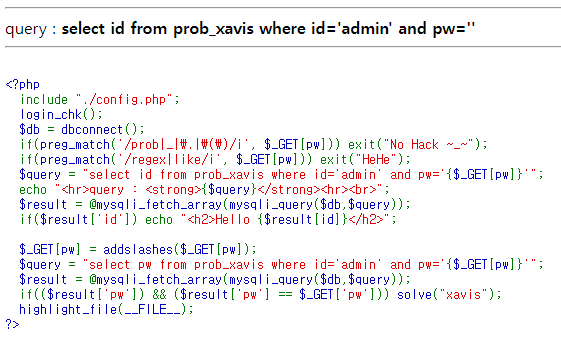 query : select id from prob_xavis where id='admin' and pw=''
<?php
  include "./config.php";
  login_chk();
  $db = dbconnect();
  if(preg_match('/prob|_|₩.|₩(₩)/i', $_GET[pw])) exit("No Hack ~_~");
  if(preg_match('/regex|like/i', $_GET[pw])) exit("HeHe");
  $query = "select id from prob_xavis where id='admin' and pw='{$_GET[pw]}'";
  echo "<hr>query : <strong>{$query}</strong><hr><br>";
  $result = @mysqli_fetch_array(mysqli_query($db,$query));
  if($result['id']) echo "<h2>Hello {$result[id]}</h2>";

  $_GET[pw] = addslashes($_GET[pw]);
  $query = "select pw from prob_xavis where id='admin' and pw='{$_GET[pw]}'";
  $result = @mysqli_fetch_array(mysqli_query($db,$query));
  if(($result['pw']) && ($result['pw'] == $_GET['pw'])) solve("xavis");
  highlight_file(__FILE__);
?>